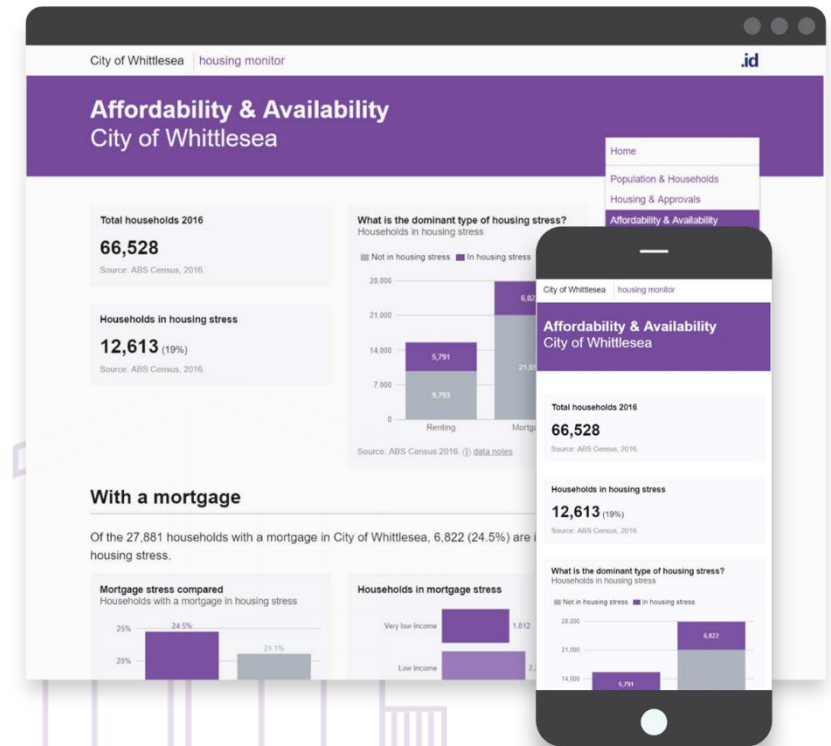 City of Whittlesea housing monitor .id
Affordability & Availability
City of Whittlesea
Home
Population & Households
Housing & Approvals
Affordability & Availability
Total households 2016
66,528
Source: ABS Census, 2016.
Households in housing stress
12,613 (19%)
Source: ABS Census, 2016.
What is the dominant type of housing stress?
Households in housing stress
Not in housing stress In housing stress
28,000
21,000
14,000
7,000
0
5,791
9,793
Renting
Source: ABS Census 2016. data notes
With a mortgage
Of the 27,881 households with a mortgage in City of Whittlesea, 6,822 (24.5%) are
housing stress.
Mortgage stress compared
Households with a mortgage in housing stress
25%
20%
24.5%
21.1%
Households in mortgage stress
Very low income 1,812
Low income
City of Whittlesea housing monitor
Affordability & Availability
City of Whittlesea
Total households 2016
66,528
Source: ABS Census, 2016.
Households in housing stress
12,613 (19%)
Source: ABS Census, 2016.
What is the dominant type of housing stress?
Households in housing stress
Not in housing stress In housing stress
28,000
21,000
14,000
6,822
5,791